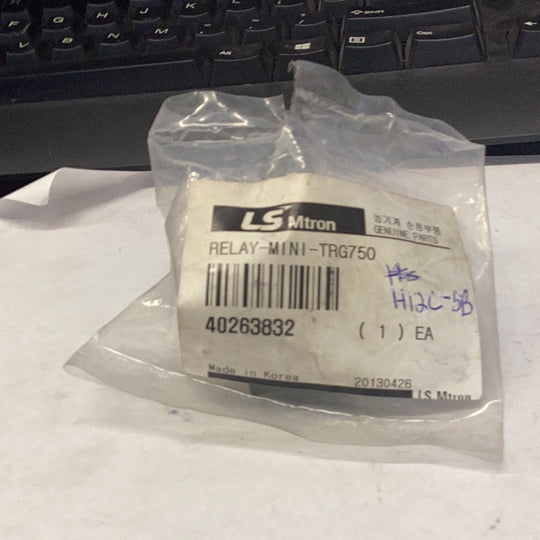 LS Mtron
농기계 순정부품
GENUINE PARTS
RELAY-MINI-TRG750
H12C-5B
40263832
( 1 ) EA
Made in Korea
20130426
LS Mtron